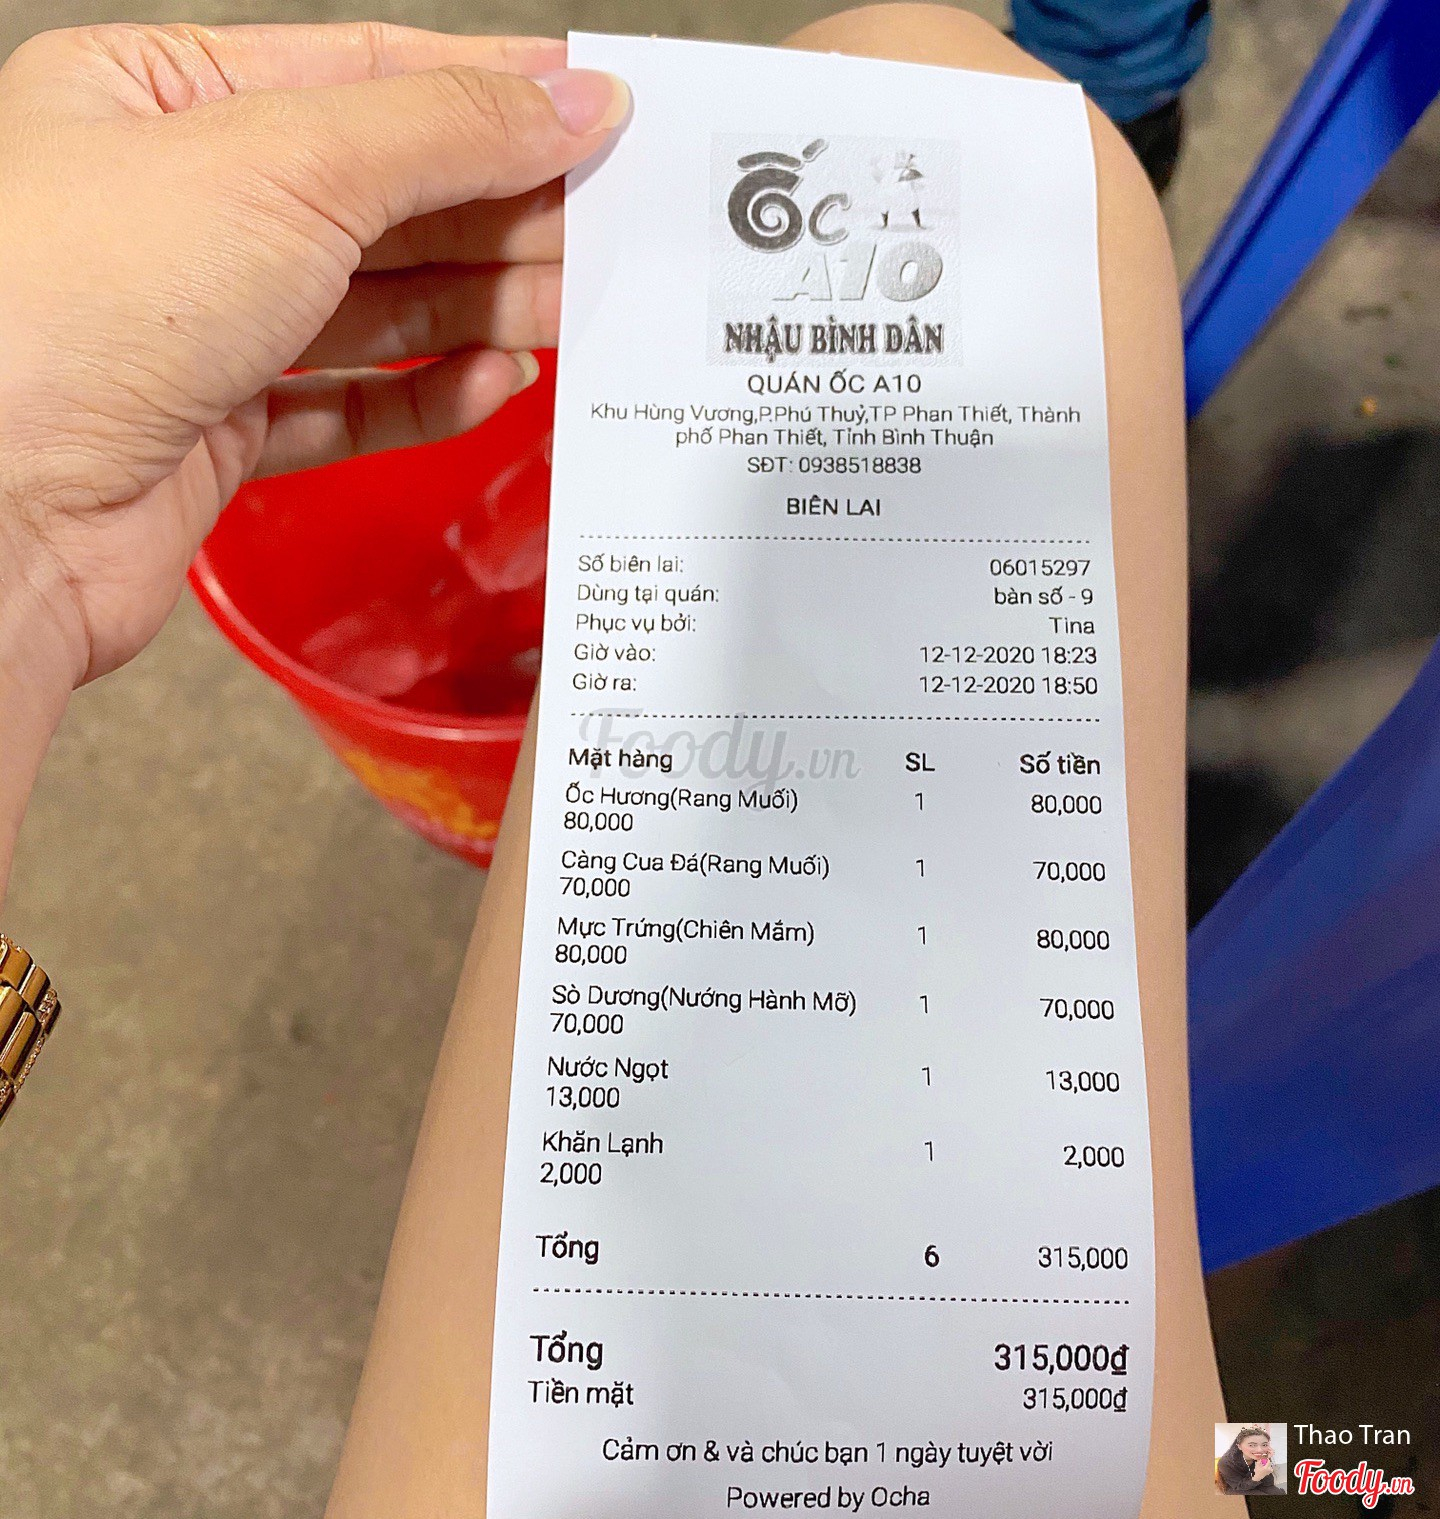 ỐC
A10
NHẬU BÌNH DÂN
QUÁN ỐC A10
Khu Hùng Vương,P.Phú Thuỷ,TP Phan Thiết, Thành
phố Phan Thiết, Tỉnh Bình Thuận
SĐT: 0938518838
BIÊN LAI
Số biên lai: 06015297
Dùng tại quán: bàn số - 9
Phục vụ bởi: Tina
Giờ vào: 12-12-2020 18:23
Giờ ra: 12-12-2020 18:50
Foody.vn
Mặt hàng SL Số tiền
Ốc Hương(Rang Muối) 1 80,000
80,000
Càng Cua Đá(Rang Muối) 1 70,000
70,000
Mực Trứng(Chiên Mắm) 1 80,000
80,000
Sò Dương(Nướng Hành Mỡ) 1 70,000
70,000
Nước Ngọt 1 13,000
13,000
Khăn Lạnh 1 2,000
2,000
Tổng 6 315,000
Tổng 315,000₫
Tiền mặt 315,000₫
Cảm ơn & và chúc bạn 1 ngày tuyệt vời
Powered by Ocha
Thao Tran
Foody.vn